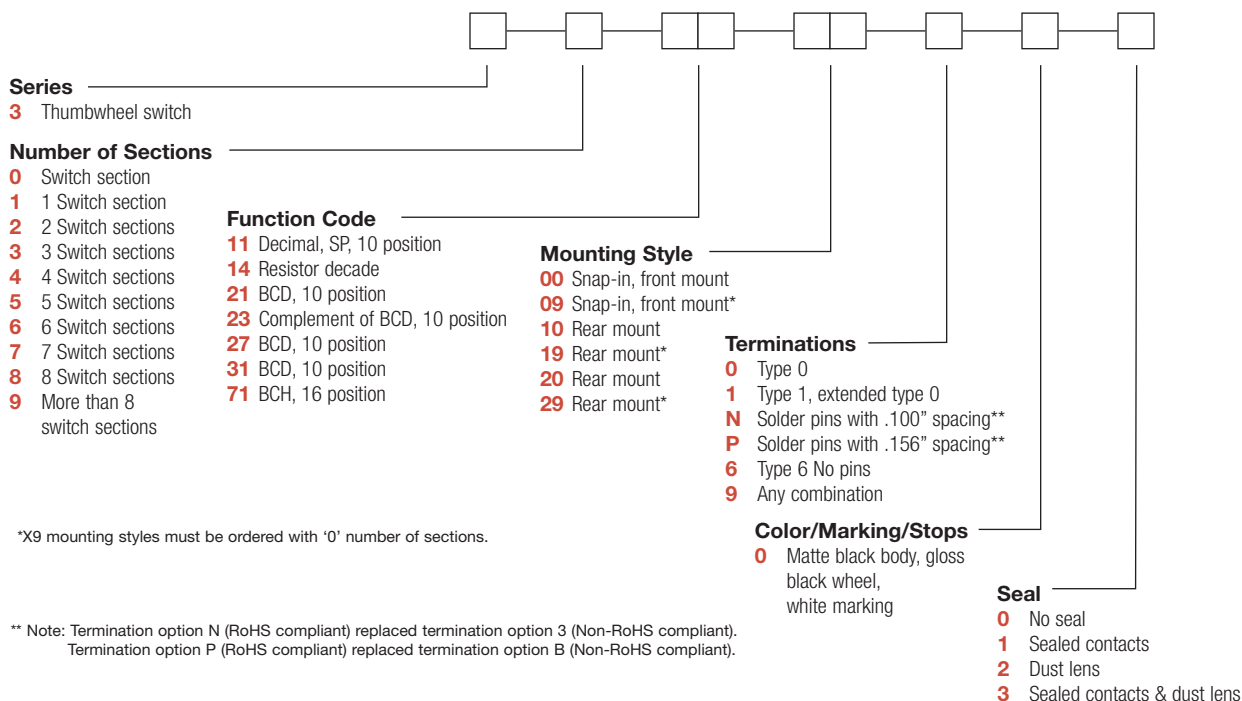 Series
3 Thumbwheel switch
Number of Sections
0 Switch section
1 1 Switch section
2 2 Switch sections
3 3 Switch sections
4 4 Switch sections
5 5 Switch sections
6 6 Switch sections
7 7 Switch sections
8 8 Switch sections
9 More than 8
switch sections
Function Code
11 Decimal, SP, 10 position
14 Resistor decade
21 BCD, 10 position
23 Complement of BCD, 10 position
27 BCD, 10 position
31 BCD, 10 position
71 BCH, 16 position
Mounting Style
00 Snap-in, front mount
09 Snap-in, front mount*
10 Rear mount
19 Rear mount*
20 Rear mount
29 Rear mount*
Terminations
0 Type 0
1 Type 1, extended type 0
N Solder pins with .100” spacing**
P Solder pins with .156” spacing**
6 Type 6 No pins
9 Any combination
Color/Marking/Stops
0 Matte black body, gloss
black wheel,
white marking
Seal
0 No seal
1 Sealed contacts
2 Dust lens
3 Sealed contacts & dust lens
*X9 mounting styles must be ordered with ‘0’ number of sections.
** Note: Termination option N (RoHS compliant) replaced termination option 3 (Non-RoHS compliant).
Termination option P (RoHS compliant) replaced termination option B (Non-RoHS compliant).